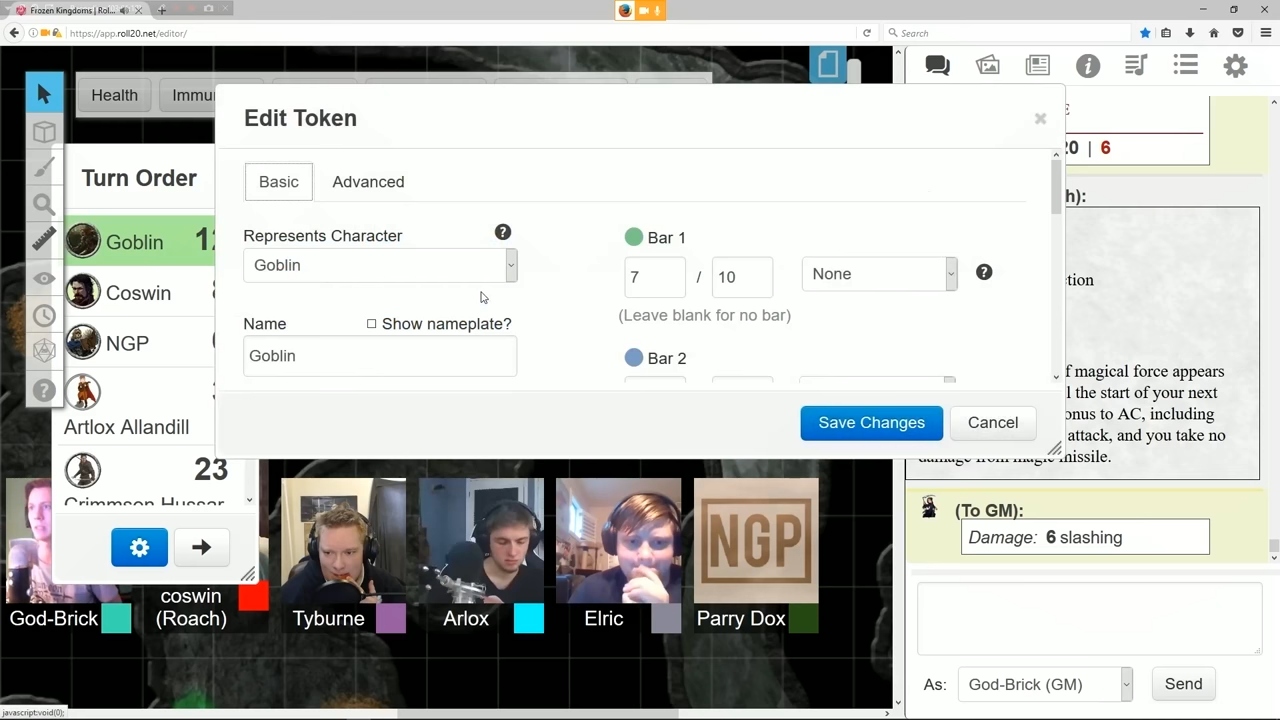 Frozen Kingdoms | Rol...
https://app.roll20.net/editor/
Search
Health
Immu
Edit Token
Basic
Advanced
Represents Character
Goblin
Name
Show nameplate?
Goblin
Bar 1
7 / 10
None
(Leave blank for no bar)
Bar 2
Save Changes
Cancel
Turn Order
Goblin
Coswin
NGP
Artlox Allandill
23
Crimmson Hussar
E
20 | 6
h):
ction
of magical force appears
l the start of your next
onus to AC, including
attack, and you take no
damage from magic missile.
(To GM):
Damage: 6 slashing
God-Brick
coswin
(Roach)
Tyburne
Arlox
Elric
NGP
Parry Dox
As:
God-Brick (GM)
Send
javascript:void(0);